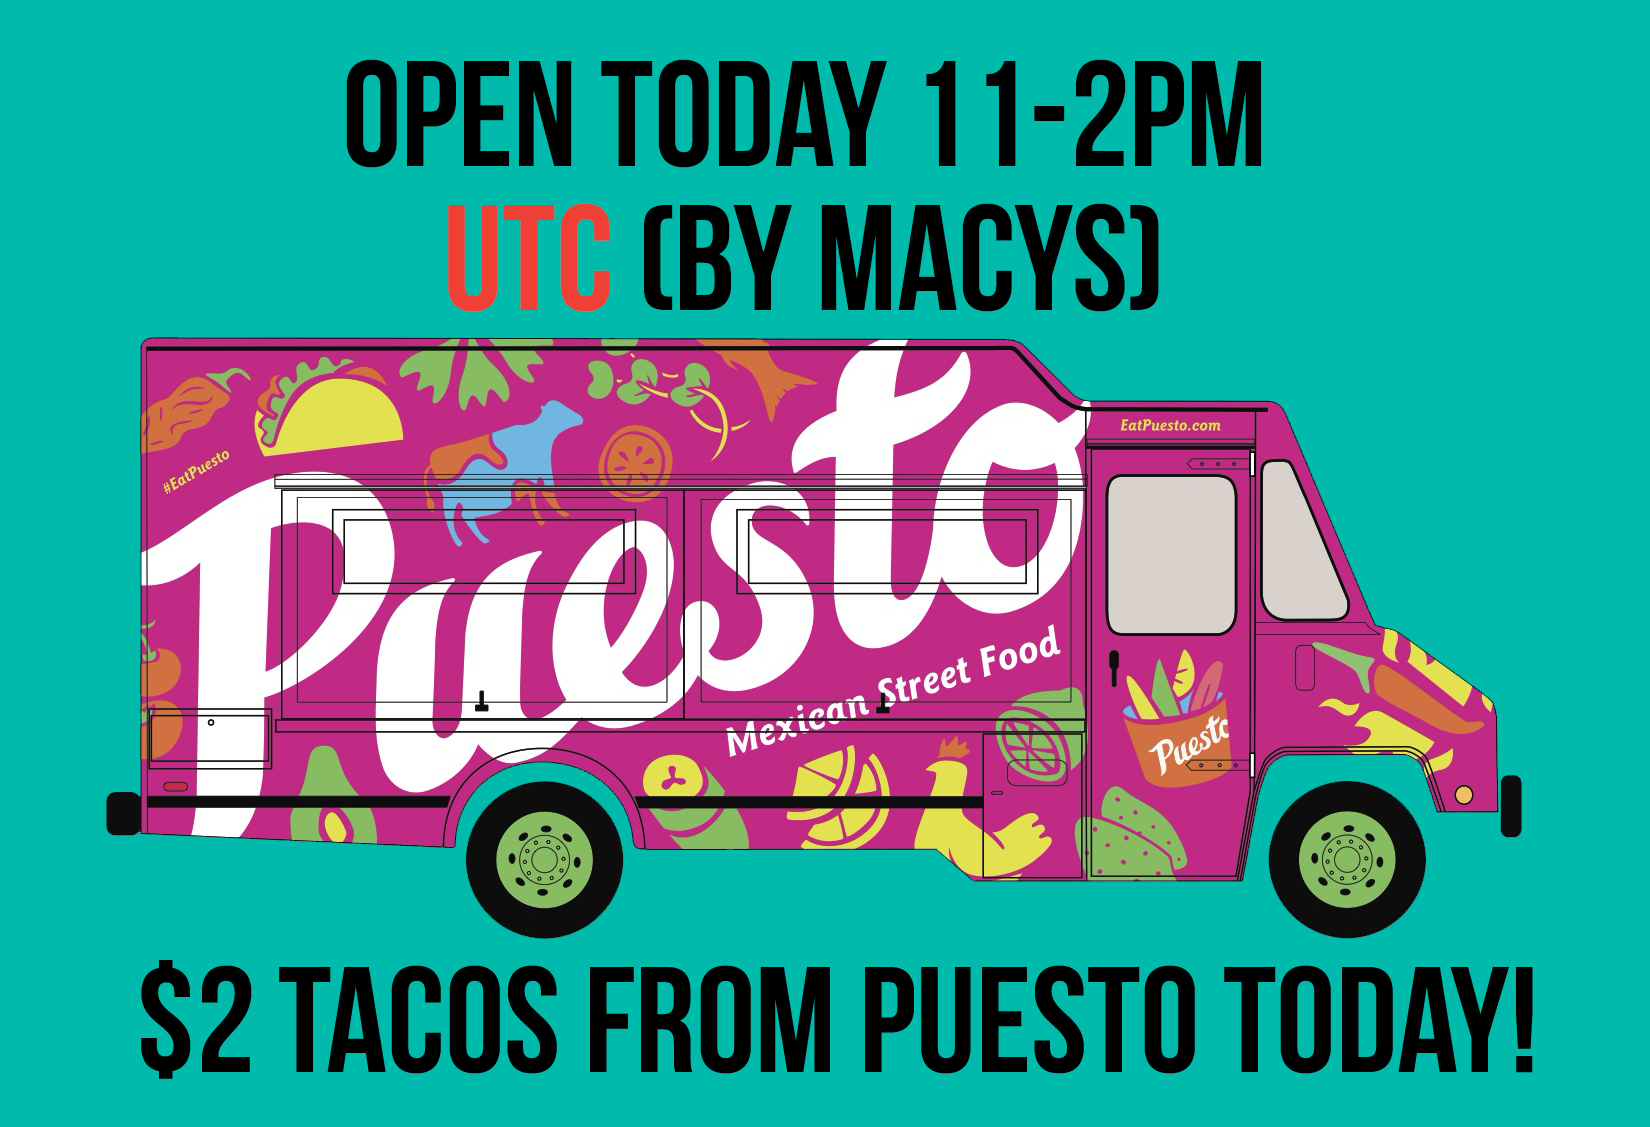 OPEN TODAY 11-2PM
UTC (BY MACYS)
EatPuesto.com
#EatPuesto
Puesto
Mexican Street Food
Puesto
$2 TACOS FROM PUESTO TODAY!